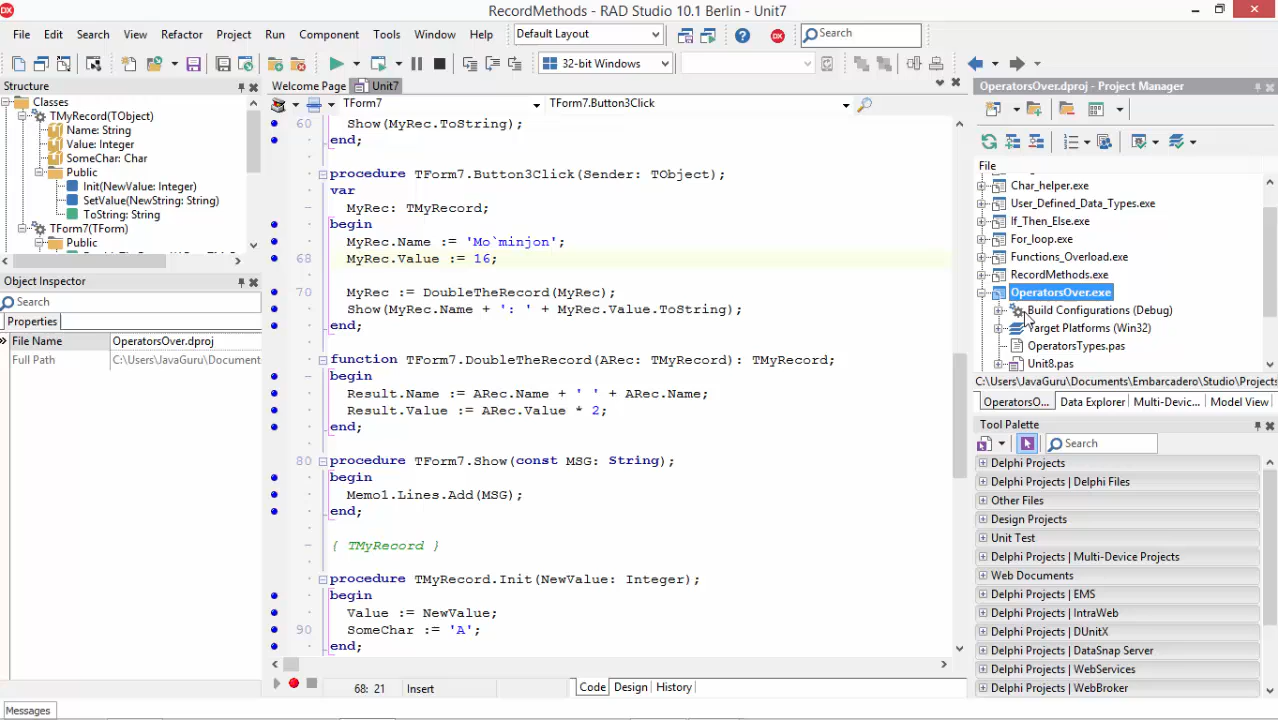 RecordMethods - RAD Studio 10.1 Berlin - Unit7
File Edit Search View Refactor Project Run Component Tools Window Help Default Layout Search
32-bit Windows
Structure
Classes
TMyRecord(TObject)
Name: String
Value: Integer
SomeChar: Char
Public
Init(NewValue: Integer)
SetValue(NewString: String)
ToString: String
TForm7(TForm)
Public
Object Inspector
Search
Properties
File Name OperatorsOver.dproj
Full Path C:\Users\JavaGuru\Document
Welcome Page Unit7
TForm7 TForm7.Button3Click
60 Show(MyRec.ToString);
end;
procedure TForm7.Button3Click(Sender: TObject);
var
MyRec: TMyRecord;
begin
MyRec.Name := 'Mo`minjon';
68 MyRec.Value := 16;
70 MyRec := DoubleTheRecord(MyRec);
Show(MyRec.Name + ': ' + MyRec.Value.ToString);
end;
function TForm7.DoubleTheRecord(ARec: TMyRecord): TMyRecord;
begin
Result.Name := ARec.Name + ' ' + ARec.Name;
Result.Value := ARec.Value * 2;
end;
80 procedure TForm7.Show(const MSG: String);
begin
Memo1.Lines.Add(MSG);
end;
{ TMyRecord }
procedure TMyRecord.Init(NewValue: Integer);
begin
Value := NewValue;
90 SomeChar := 'A';
end;
68: 21 Insert Code Design History
OperatorsOver.dproj - Project Manager
File
Char_helper.exe
User_Defined_Data_Types.exe
If_Then_Else.exe
For_loop.exe
Functions_Overload.exe
RecordMethods.exe
OperatorsOver.exe
Build Configurations (Debug)
Target Platforms (Win32)
OperatorsTypes.pas
Unit8.pas
C:\Users\JavaGuru\Documents\Embarcadero\Studio\Projects
OperatorsO... Data Explorer Multi-Devic... Model View
Tool Palette
Search
Delphi Projects
Delphi Projects | Delphi Files
Other Files
Design Projects
Unit Test
Delphi Projects | Multi-Device Projects
Web Documents
Delphi Projects | EMS
Delphi Projects | IntraWeb
Delphi Projects | DUnitX
Delphi Projects | DataSnap Server
Delphi Projects | WebServices
Delphi Projects | WebBroker
Messages